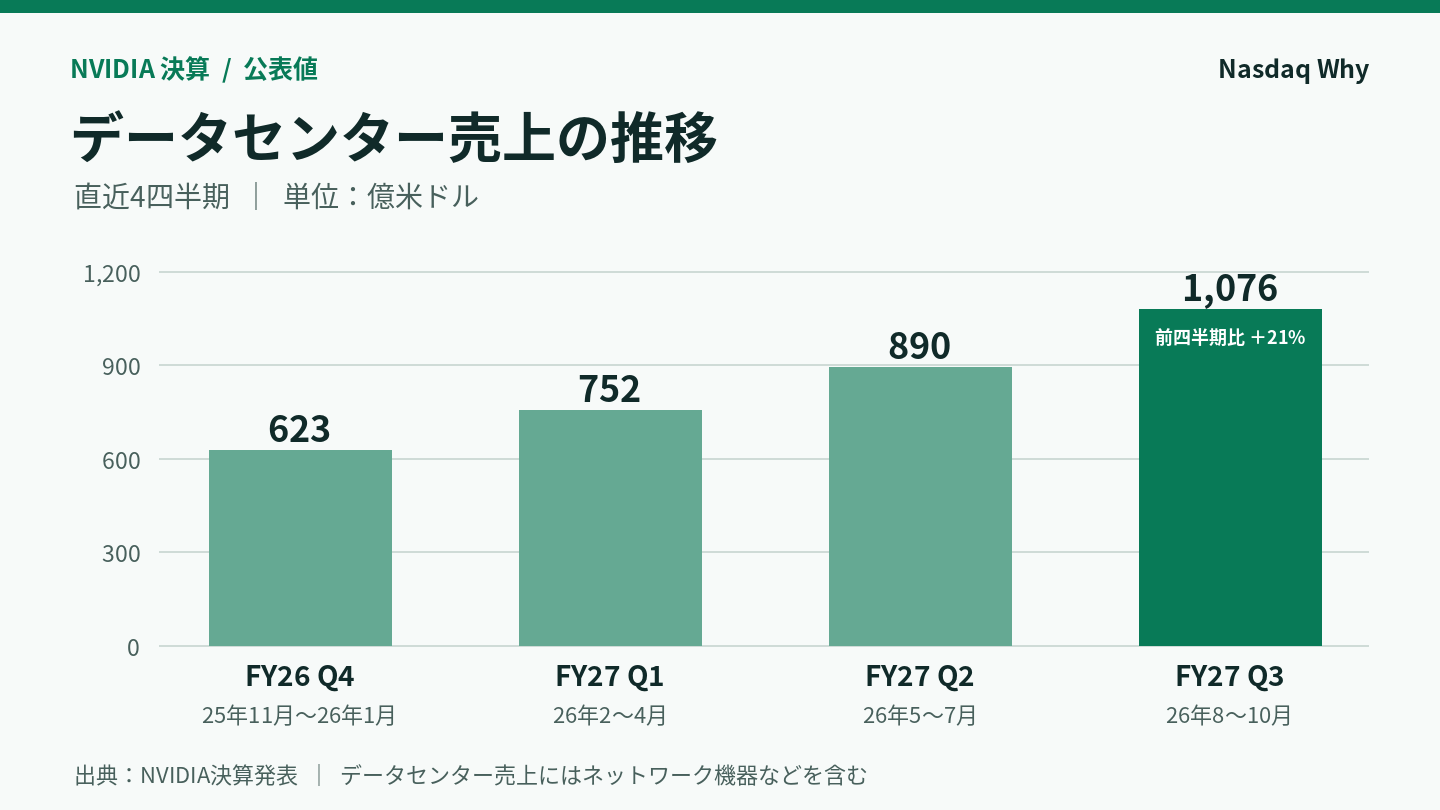 NVIDIA 決算 / 公表値
Nasdaq Why
データセンター売上の推移
直近4四半期 ｜ 単位：億米ドル
1,200
900
600
300
0
623
752
890
1,076
前四半期比 ＋21%
FY26 Q4
25年11月～26年1月
FY27 Q1
26年2～4月
FY27 Q2
26年5～7月
FY27 Q3
26年8～10月
出典：NVIDIA決算発表 ｜ データセンター売上にはネットワーク機器などを含む